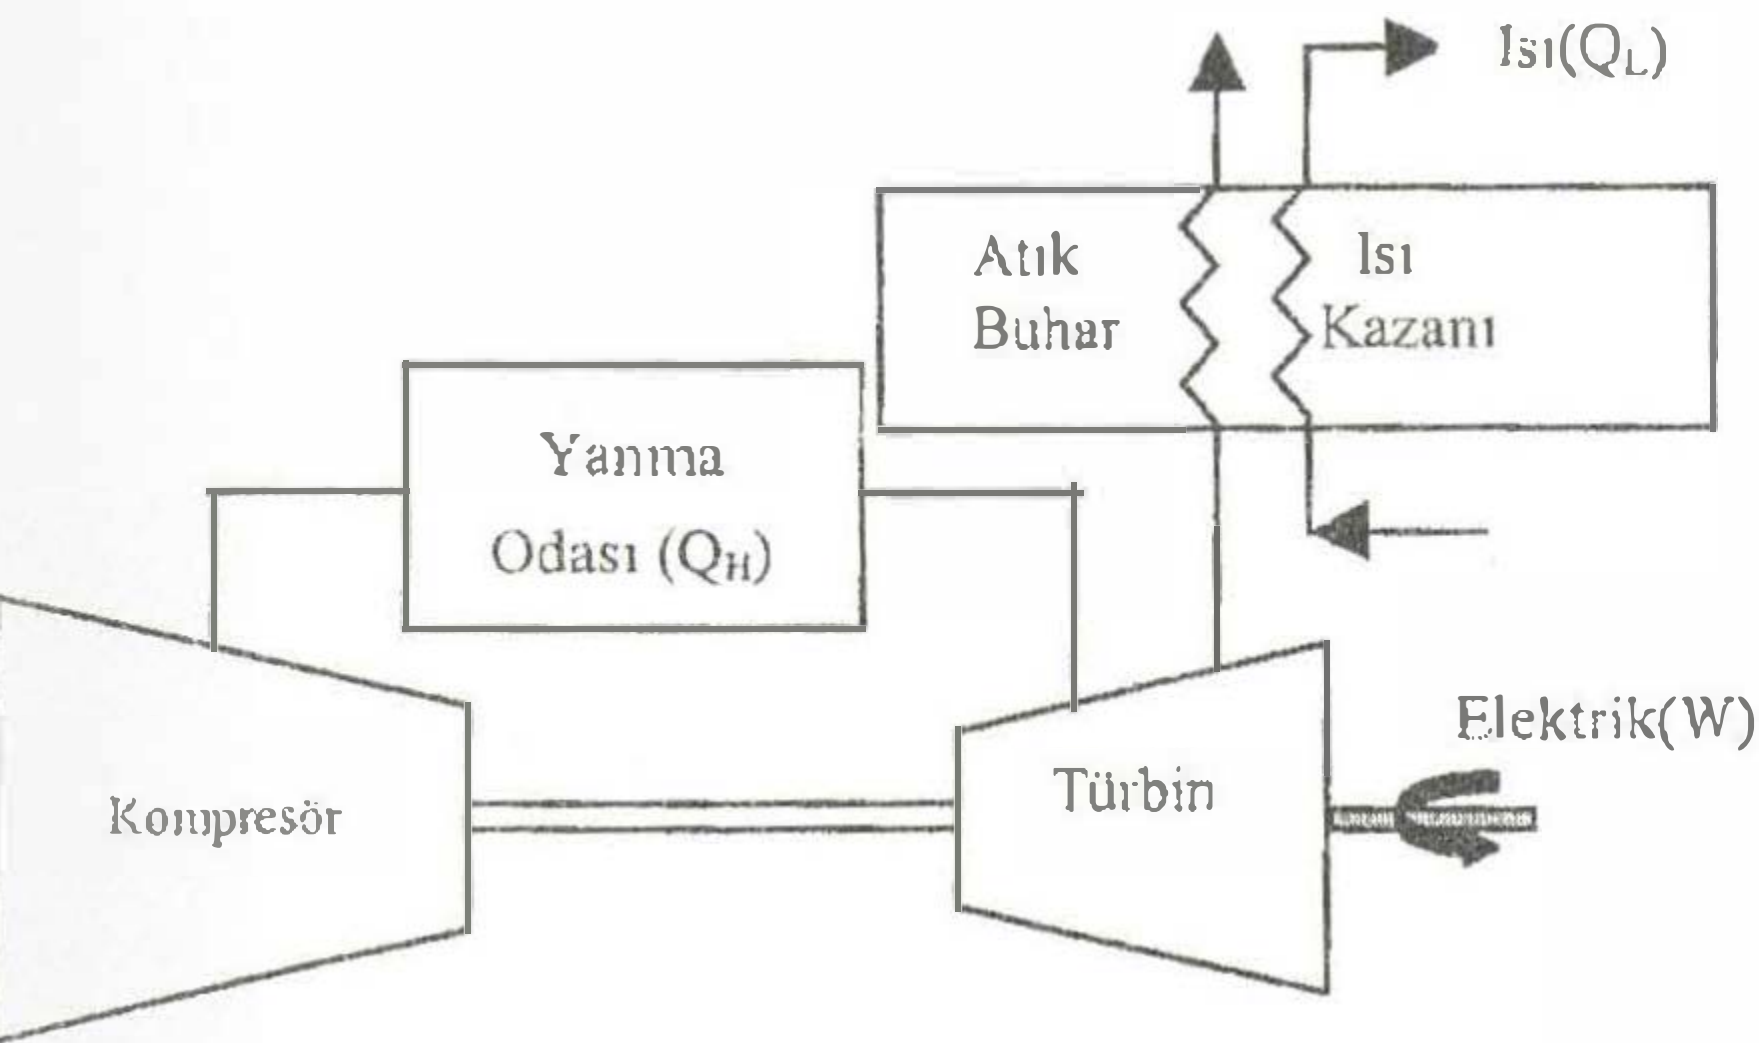 Isı(QL)
Atık
Buhar
Isı
Kazanı
Yanma
Odası (QH)
Elektrik(W)
Türbin
Kompresör